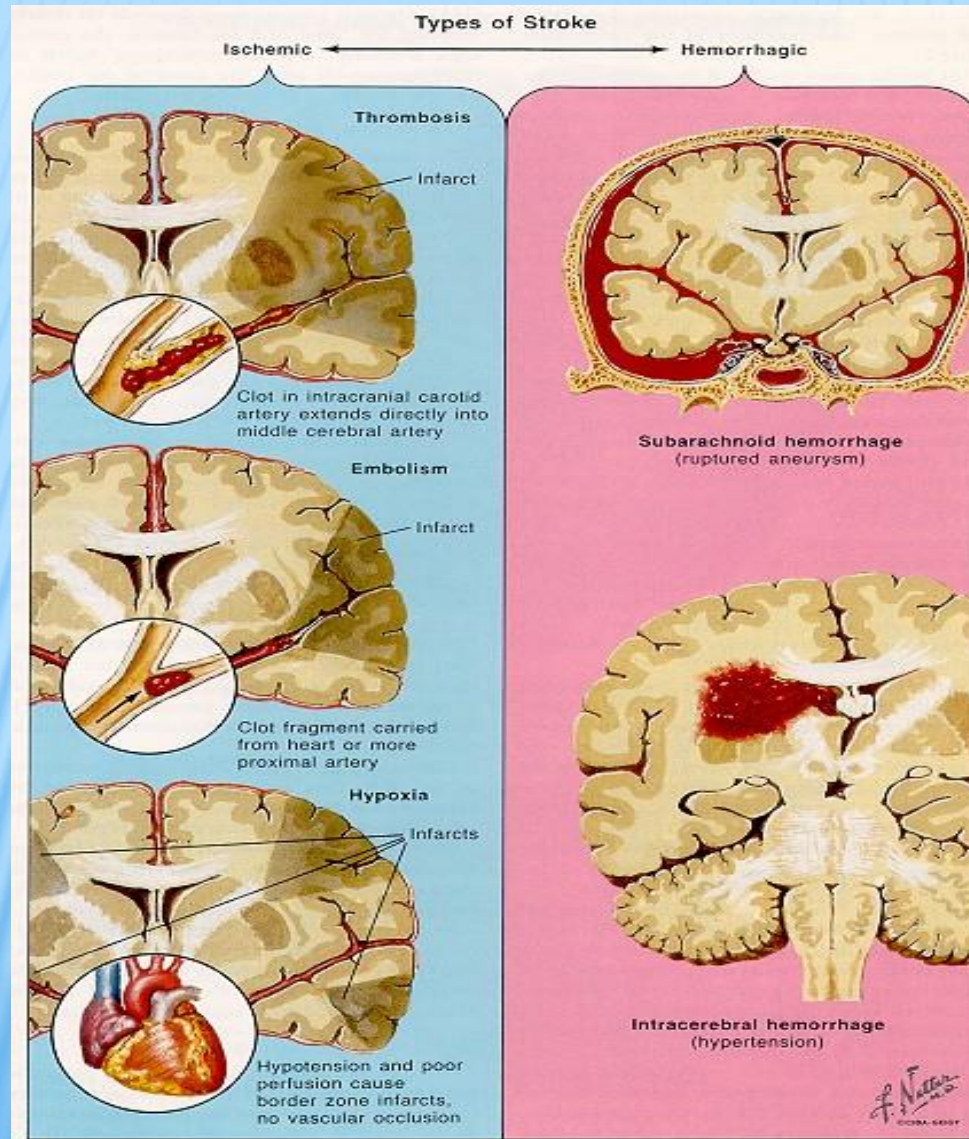 Types of Stroke
Ischemic
Hemorrhagic
Thrombosis
Infarct
Clot in intracranial carotid
artery extends directly into
middle cerebral artery
Embolism
Infarct
Clot fragment carried
from heart or more
proximal artery
Hypoxia
Infarcts
Hypotension and poor
perfusion cause
border zone infarcts,
no vascular occlusion
Subarachnoid hemorrhage
(ruptured aneurysm)
Intracerebral hemorrhage
(hypertension)
F. Netter
M.D.